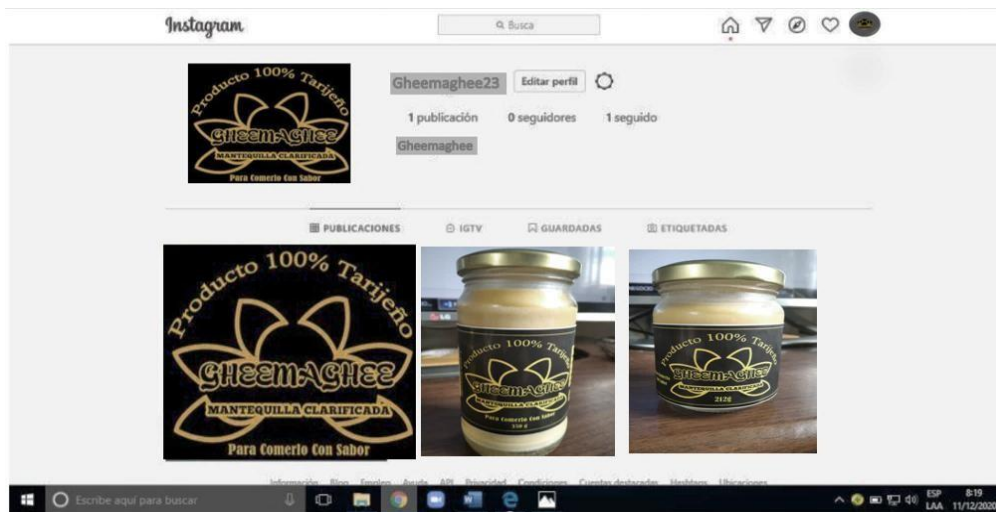 Instagram
Busca
Gheemaghee23 Editar perfil
1 publicación 0 seguidores 1 seguido
Gheemaghee
Producto 100% Tarijeño
GHEEMAGHEE
MANTEQUILLA CLARIFICADA
Para Comerlo Con Sabor
PUBLICACIONES IGTV GUARDADAS ETIQUETADAS
Producto 100% Tarijeño
GHEEMAGHEE
MANTEQUILLA CLARIFICADA
Para Comerlo Con Sabor
LG
Producto 100% Tarijeño
GHEEMAGHEE
MANTEQUILLA CLARIFICADA
Para Comerlo Con Sabor
Producto 100% Tarijeño
GHEEMAGHEE
MANTEQUILLA CLARIFICADA
212g
Información Blog Empleo Ayuda API Privacidad Condiciones Cuentas destacadas Hashtags Ubicaciones
Escribe aquí para buscar
ESP 8:19
LAA 11/12/2020